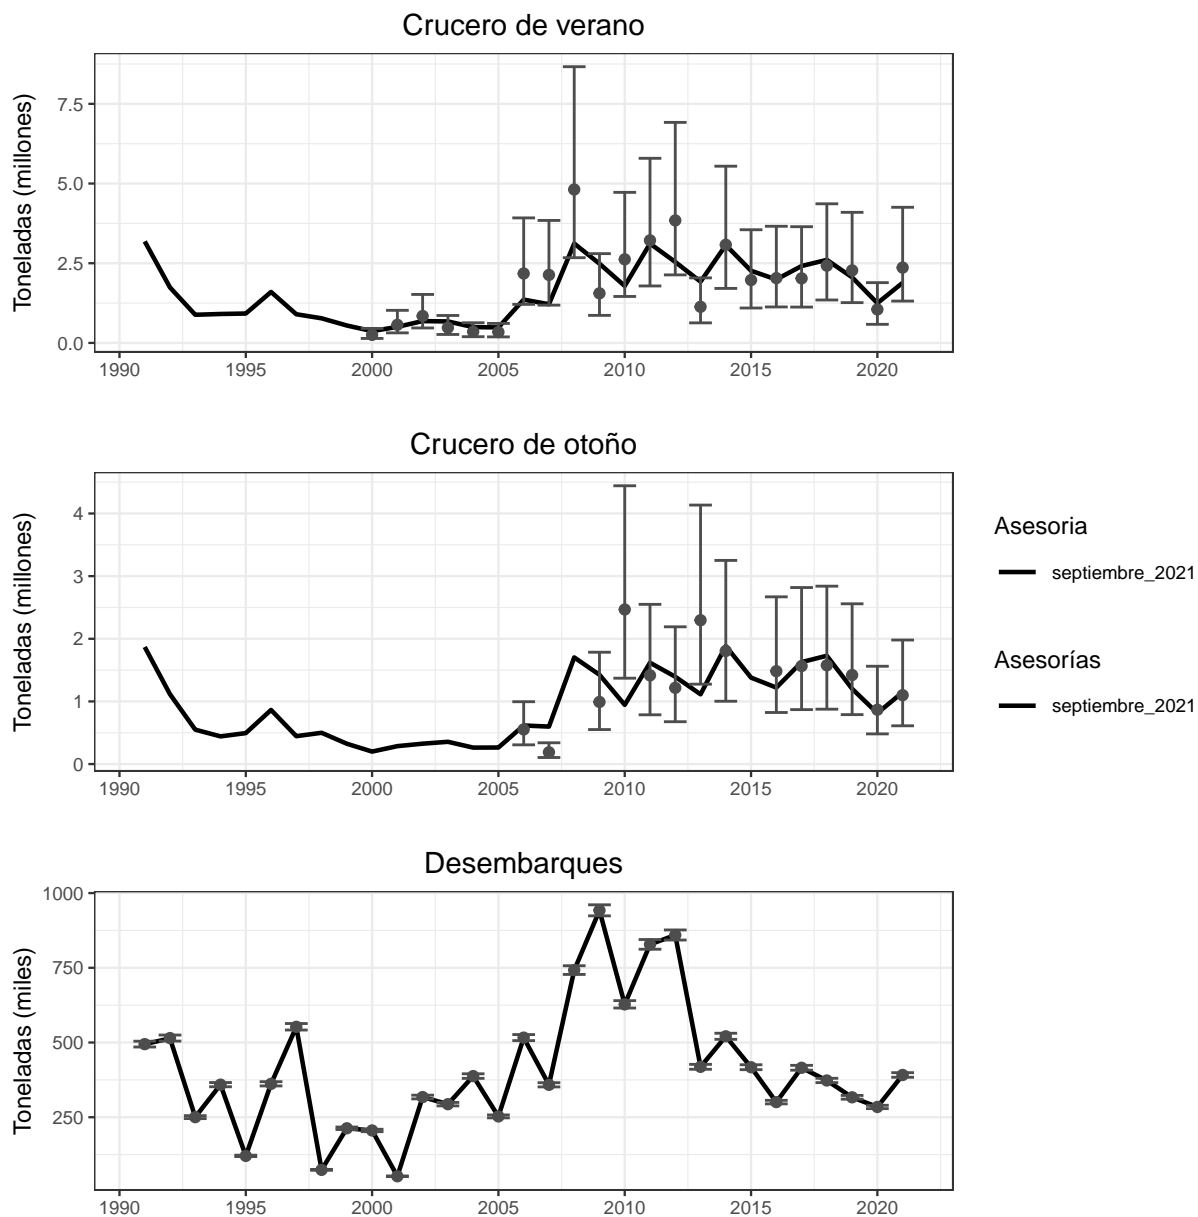 Crucero de verano
Toneladas (millones)
7.5
5.0
2.5
0.0
1990 1995 2000 2005 2010 2015 2020
Crucero de otoño
Toneladas (millones)
4
3
2
1
0
1990 1995 2000 2005 2010 2015 2020
Asesoria
septiembre_2021
Asesorías
septiembre_2021
Desembarques
Toneladas (miles)
1000
750
500
250
1990 1995 2000 2005 2010 2015 2020